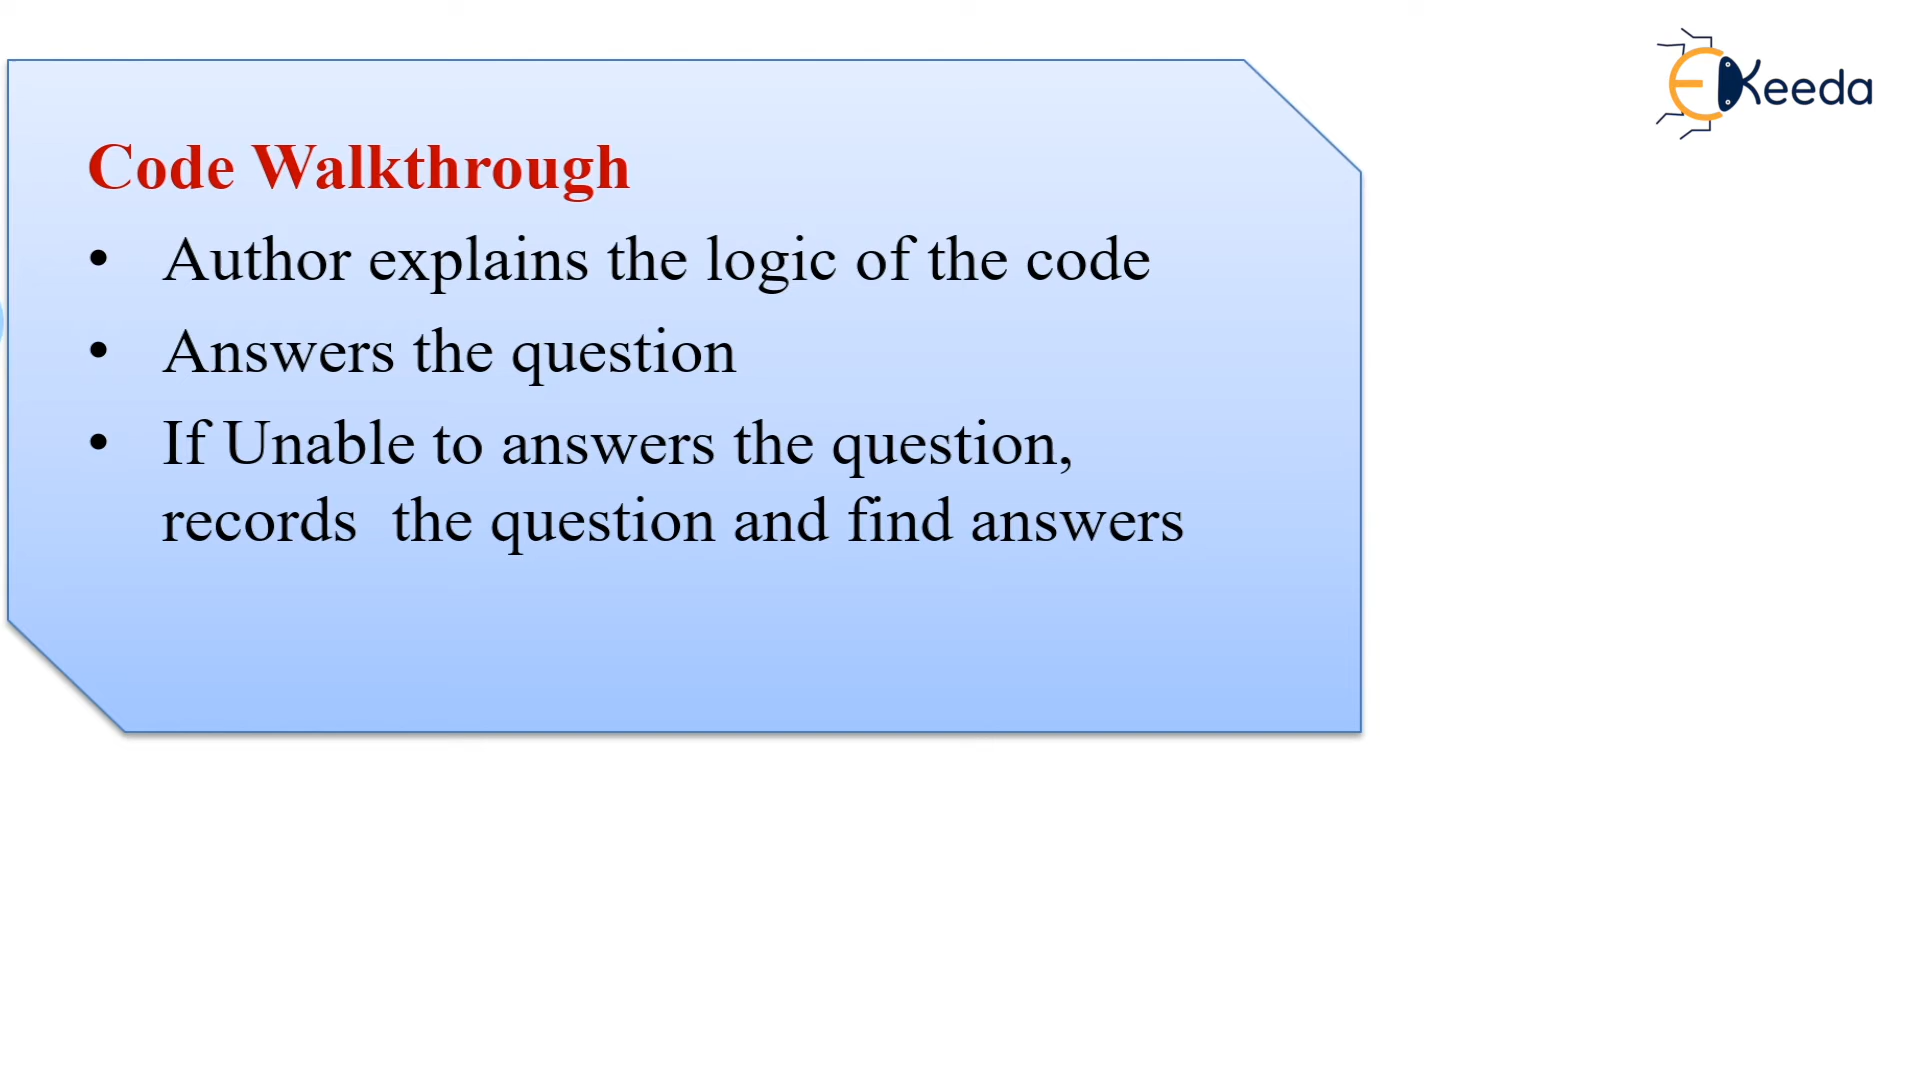 EKeeda
Code Walkthrough
• Author explains the logic of the code
• Answers the question
• If Unable to answers the question,
records  the question and find answers